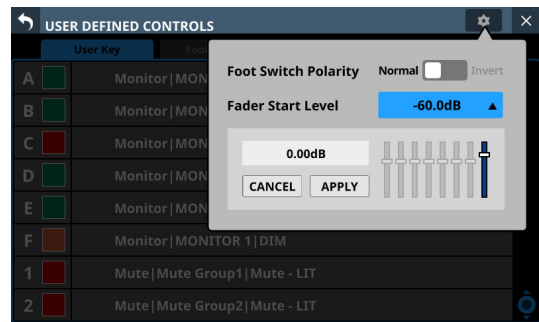 USER DEFINED CONTROLS
User Key Foo
Foot Switch Polarity Normal Invert
Fader Start Level -60.0dB
0.00dB
CANCEL APPLY
A Monitor|MON
B Monitor|MON
C Monitor|MON
D Monitor|MON
E Monitor|MON
F Monitor|MONITOR 1|DIM
1 Mute|Mute Group1|Mute - LIT
2 Mute|Mute Group2|Mute - LIT